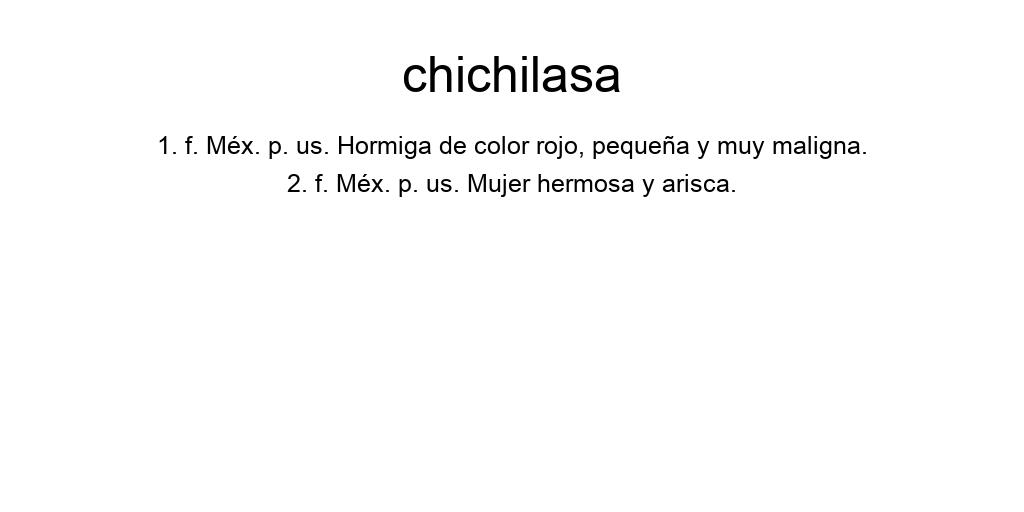 chichilasa
1. f. Méx. p. us. Hormiga de color rojo, pequeña y muy maligna.
2. f. Méx. p. us. Mujer hermosa y arisca.